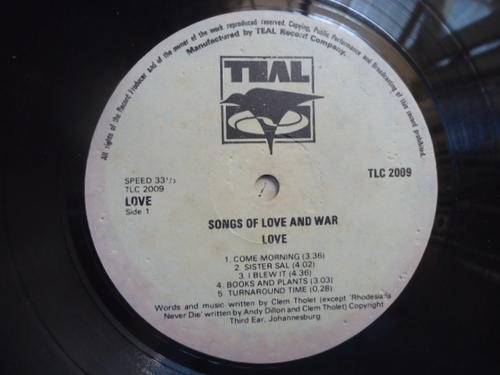 All rights of the Record Producer and of the owner of the work reproduced reserved. Copying, Public Performance and Broadcasting of this record prohibited.
Manufactured by TEAL Record Company.
TEAL
SPEED 33⅓
TLC 2009
LOVE
Side 1
TLC 2009
SONGS OF LOVE AND WAR
LOVE
1. COME MORNING (3.36)
2. SISTER SAL (4.02)
3. I BLEW IT (4.36)
4. BOOKS AND PLANTS (3.03)
5. TURNAROUND TIME (0.28)
Words and music written by Clem Tholet (except 'Rhodesians
Never Die' written by Andy Dillon and Clem Tholet) Copyright
Third Ear, Johannesburg